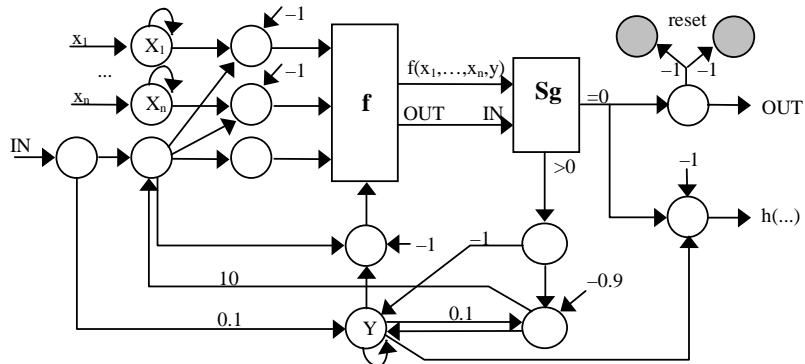 reset
–1
x1
X1
–1
–1
–1
f(x1,…,xn,y)
...
xn
Xn
f
Sg
=0
OUT
OUT
IN
IN
>0
–1
h(...)
–1
–1
10
–0.9
0.1
Y
0.1